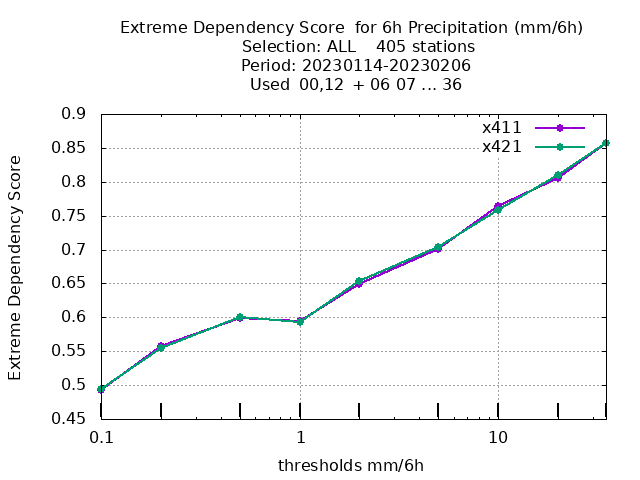 Extreme Dependency Score  for 6h Precipitation (mm/6h)
Selection: ALL    405 stations
Period: 20230114-20230206
Used  00,12  + 06 07 ... 36
x411
x421
0.9
0.85
0.8
0.75
0.7
0.65
0.6
0.55
0.5
0.45
Extreme Dependency Score
0.1
1
10
thresholds mm/6h